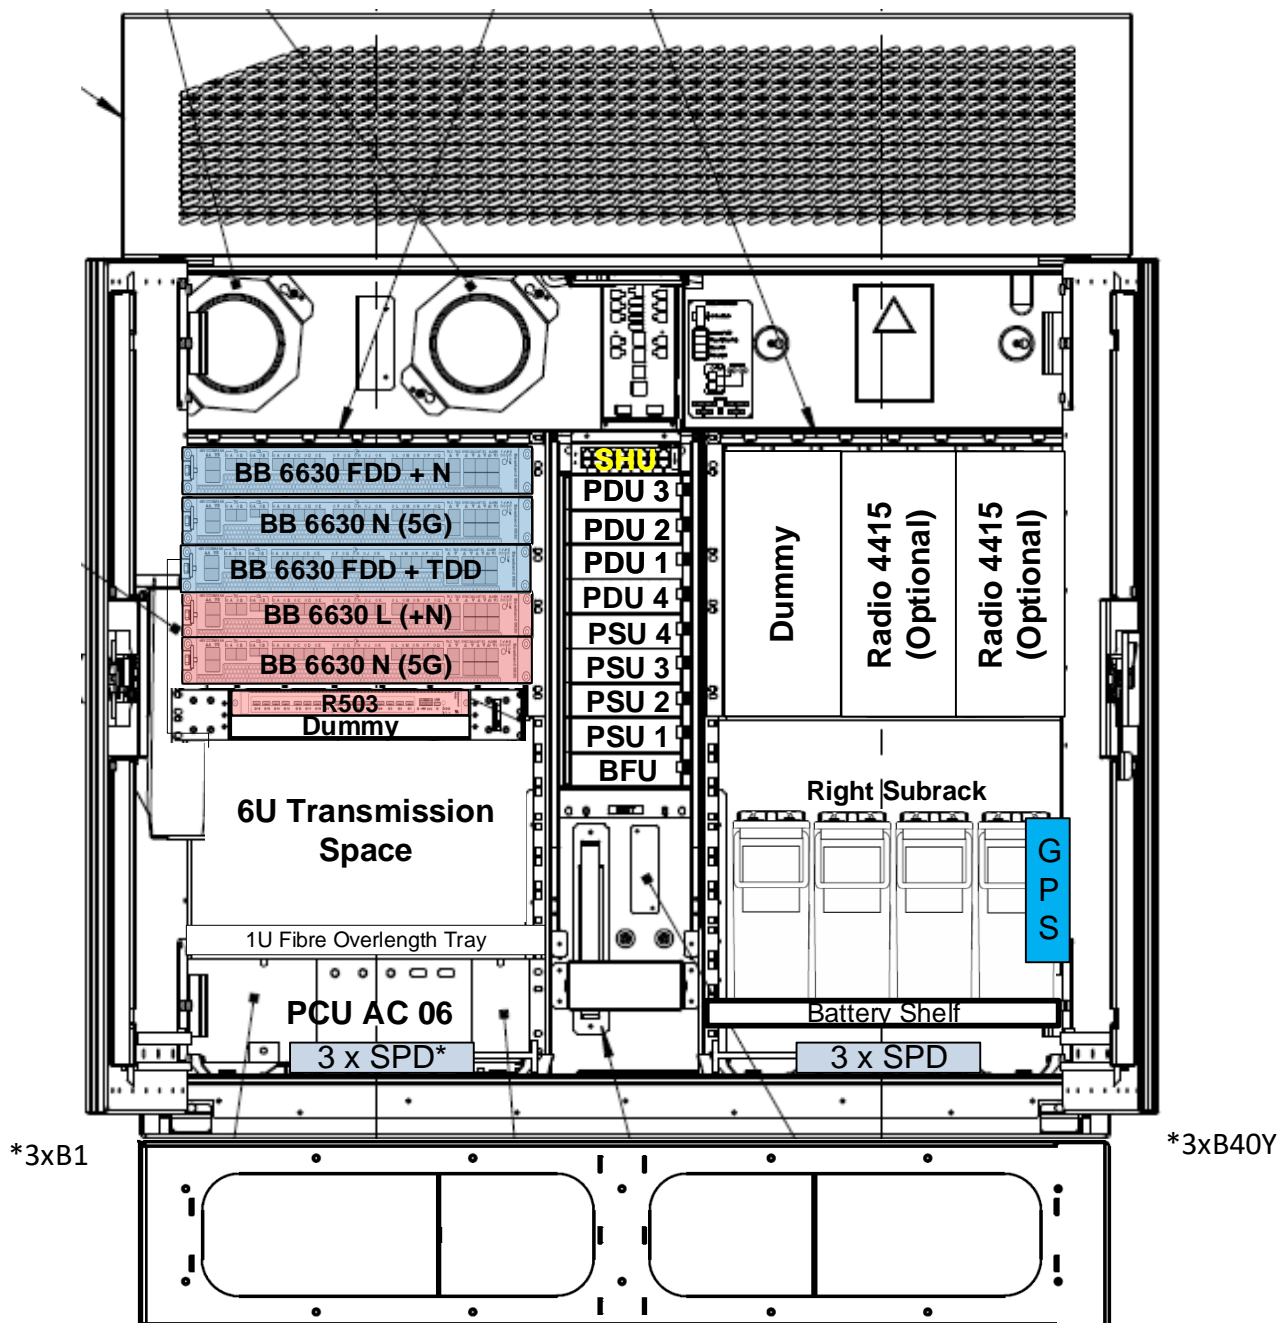 BB 6630 FDD + N
BB 6630 N (5G)
BB 6630 FDD + TDD
BB 6630 L (+N)
BB 6630 N (5G)
R503
Dummy
6U Transmission
Space
1U Fibre Overlength Tray
PCU AC 06
3 x SPD*
SHU
PDU 3
PDU 2
PDU 1
PDU 4
PSU 4
PSU 3
PSU 2
PSU 1
BFU
Dummy
Radio 4415
(Optional)
Radio 4415
(Optional)
Right Subrack
G
P
S
Battery Shelf
3 x SPD
*3xB1
*3xB40Y